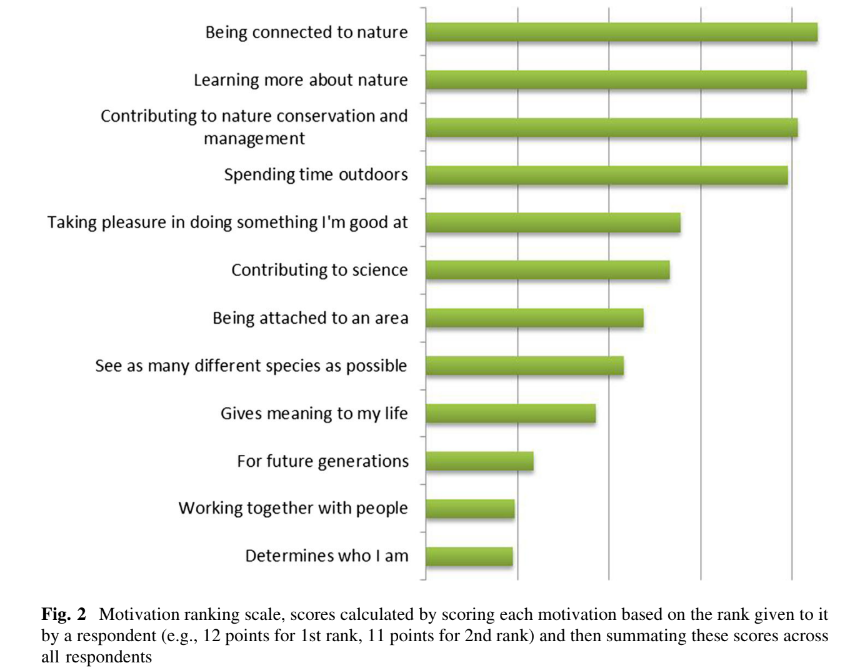 Being connected to nature
Learning more about nature
Contributing to nature conservation and
management
Spending time outdoors
Taking pleasure in doing something I'm good at
Contributing to science
Being attached to an area
See as many different species as possible
Gives meaning to my life
For future generations
Working together with people
Determines who I am
Fig. 2 Motivation ranking scale, scores calculated by scoring each motivation based on the rank given to it
by a respondent (e.g., 12 points for 1st rank, 11 points for 2nd rank) and then summating these scores across
all respondents